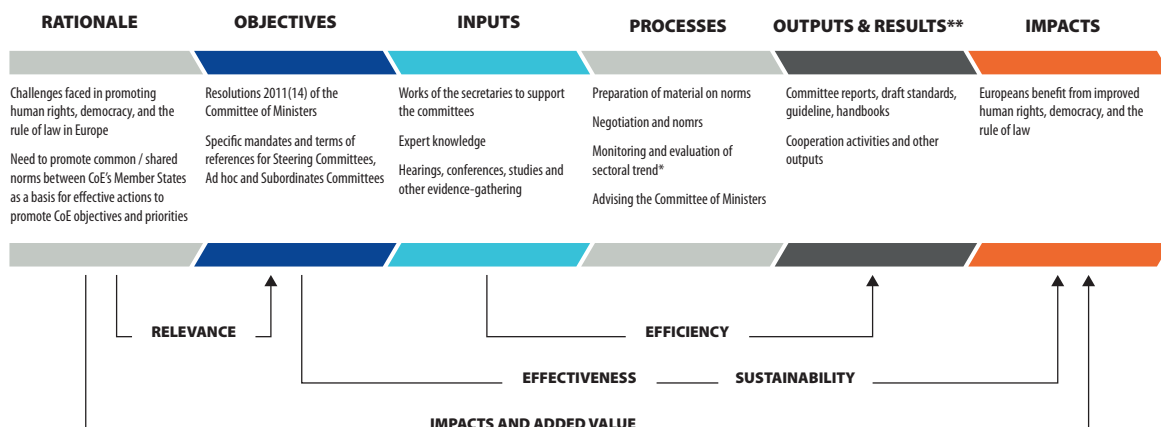 RATIONALE
OBJECTIVES
INPUTS
PROCESSES
OUTPUTS & RESULTS**
IMPACTS
Challenges faced in promoting
human rights, democracy, and the
rule of law in Europe
Need to promote common / shared
norms between CoE's Member States
as a basis for effective actions to
promote CoE objectives and priorities
Resolutions 2011(14) of the
Committee of Ministers
Specific mandates and terms of
references for Steering Committees,
Ad hoc and Subordinates Committees
Works of the secretaries to support
the committees
Expert knowledge
Hearings, conferences, studies and
other evidence-gathering
Preparation of material on norms
Negotiation and nomrs
Monitoring and evaluation of
sectoral trend*
Advising the Committee of Ministers
Committee reports, draft standards,
guideline, handbooks
Cooperation activities and other
outputs
Europeans benefit from improved
human rights, democracy, and the
rule of law
RELEVANCE
EFFICIENCY
EFFECTIVENESS
SUSTAINABILITY
IMPACTS AND ADDED VALUE